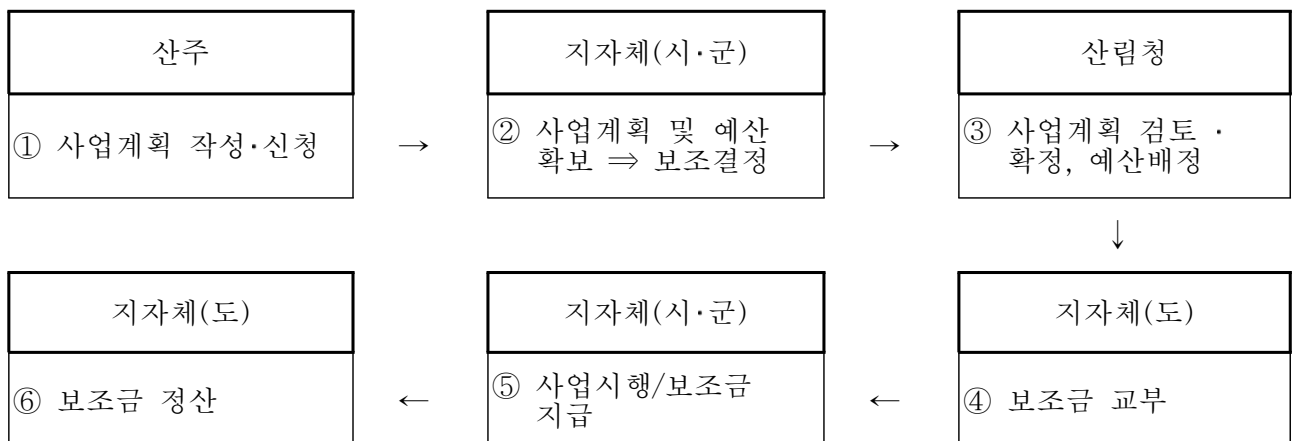 산주
지자체(시·군)
산림청
① 사업계획 작성·신청
→
② 사업계획 및 예산
확보 ⇒ 보조결정
→
③ 사업계획 검토 ·
확정, 예산배정
↓
지자체(도)
지자체(시·군)
지자체(도)
⑥ 보조금 정산
←
⑤ 사업시행/보조금
지급
←
④ 보조금 교부